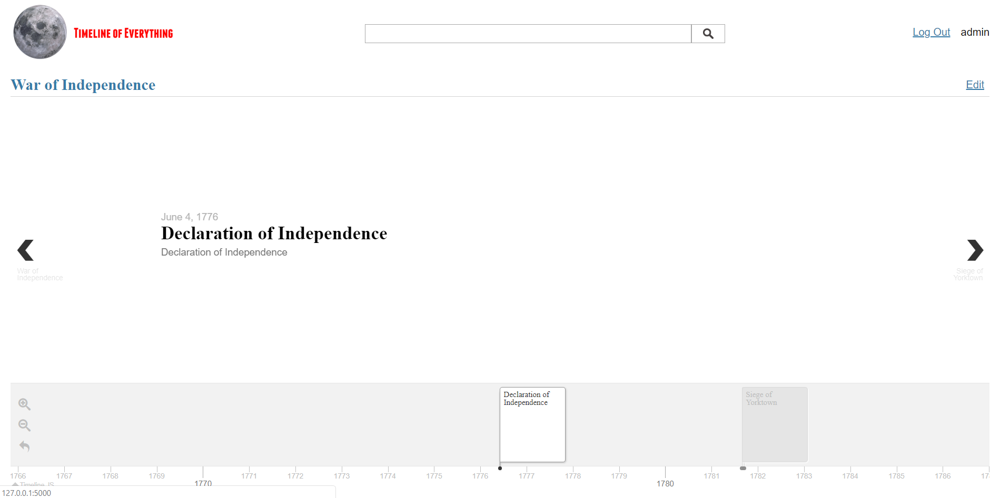 TIMELINE OF EVERYTHING
Log Out admin
War of Independence
Edit
June 4, 1776
Declaration of Independence
Declaration of Independence
War of
Independence
Siege of
Yorktown
Declaration of
Independence
Siege of
Yorktown
1766 1767 1768 1769 1770 1771 1772 1773 1774 1775 1776 1777 1778 1779 1780 1781 1782 1783 1784 1785 1786
Timeline JS
127.0.0.1:5000